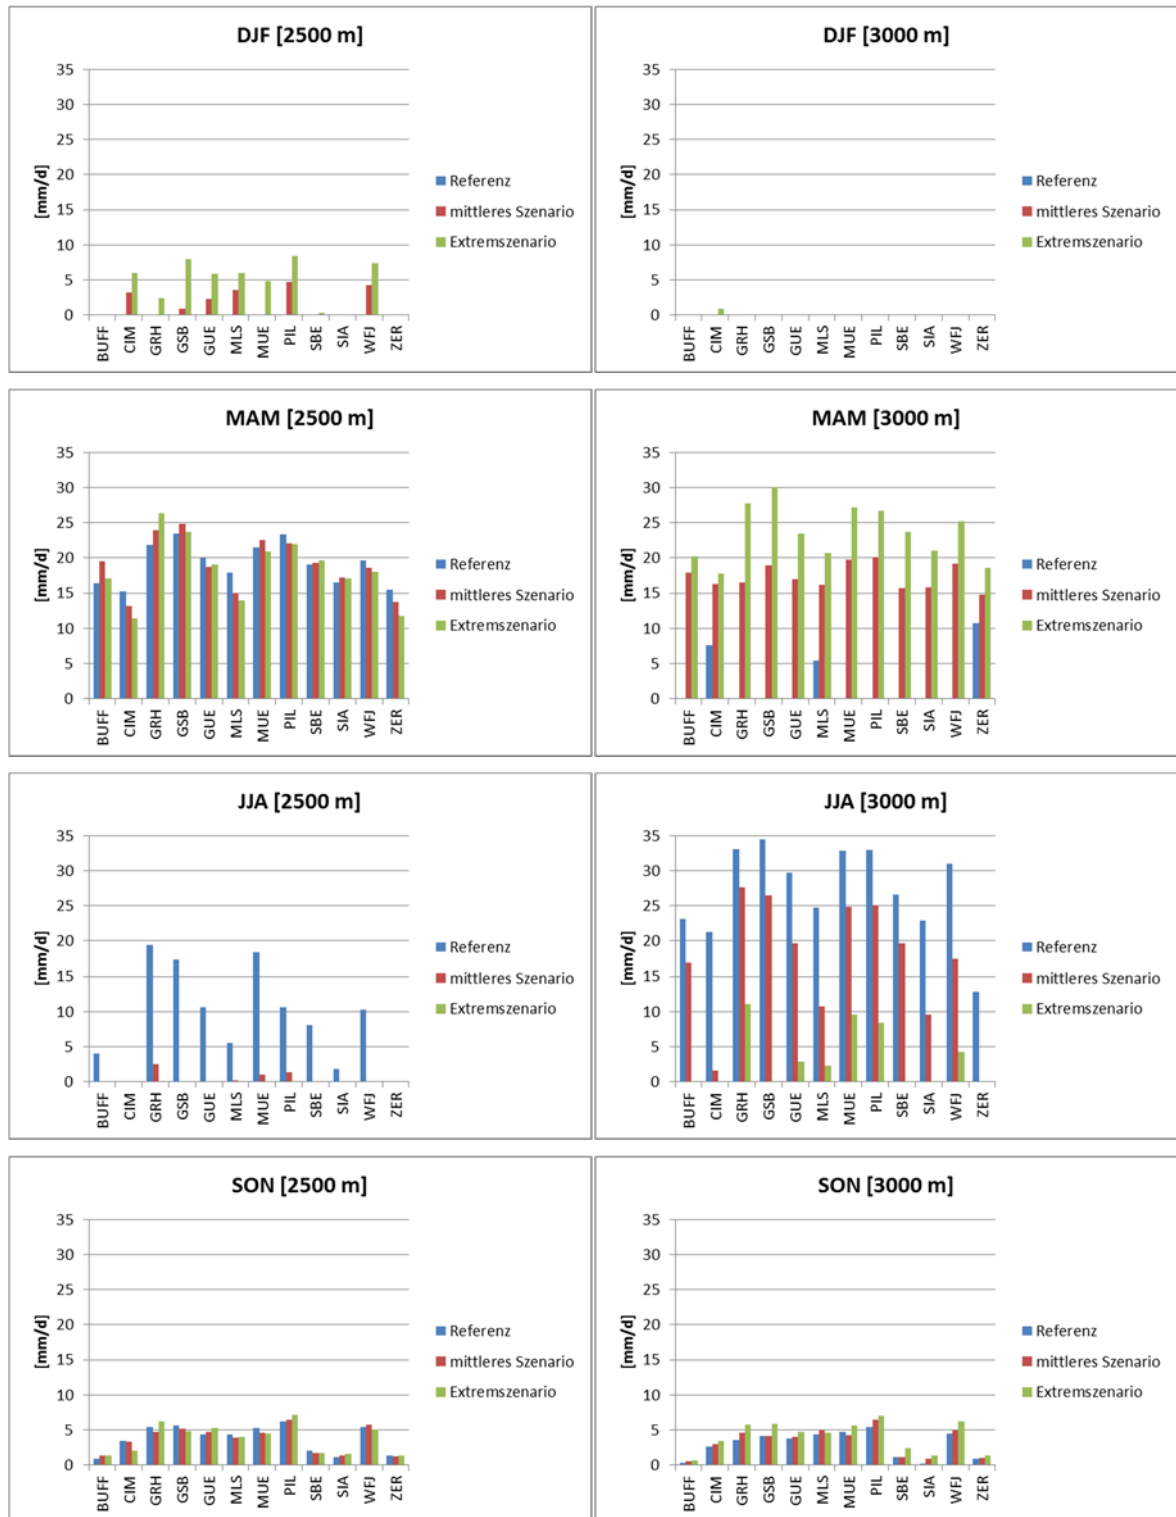 DJF [2500 m]
35
30
25
20
15
10
5
0
[mm/d]
BUFF
CIM
GRH
GSB
GUE
MLS
MUE
PIL
SBE
SIA
WFJ
ZER
Referenz
mittleres Szenario
Extremszenario
DJF [3000 m]
35
30
25
20
15
10
5
0
[mm/d]
BUFF
CIM
GRH
GSB
GUE
MLS
MUE
PIL
SBE
SIA
WFJ
ZER
Referenz
mittleres Szenario
Extremszenario
MAM [2500 m]
35
30
25
20
15
10
5
0
[mm/d]
BUFF
CIM
GRH
GSB
GUE
MLS
MUE
PIL
SBE
SIA
WFJ
ZER
Referenz
mittleres Szenario
Extremszenario
MAM [3000 m]
35
30
25
20
15
10
5
0
[mm/d]
BUFF
CIM
GRH
GSB
GUE
MLS
MUE
PIL
SBE
SIA
WFJ
ZER
Referenz
mittleres Szenario
Extremszenario
JJA [2500 m]
35
30
25
20
15
10
5
0
[mm/d]
BUFF
CIM
GRH
GSB
GUE
MLS
MUE
PIL
SBE
SIA
WFJ
ZER
Referenz
mittleres Szenario
Extremszenario
JJA [3000 m]
35
30
25
20
15
10
5
0
[mm/d]
BUFF
CIM
GRH
GSB
GUE
MLS
MUE
PIL
SBE
SIA
WFJ
ZER
Referenz
mittleres Szenario
Extremszenario
SON [2500 m]
35
30
25
20
15
10
5
0
[mm/d]
BUFF
CIM
GRH
GSB
GUE
MLS
MUE
PIL
SBE
SIA
WFJ
ZER
Referenz
mittleres Szenario
Extremszenario
SON [3000 m]
35
30
25
20
15
10
5
0
[mm/d]
BUFF
CIM
GRH
GSB
GUE
MLS
MUE
PIL
SBE
SIA
WFJ
ZER
Referenz
mittleres Szenario
Extremszenario